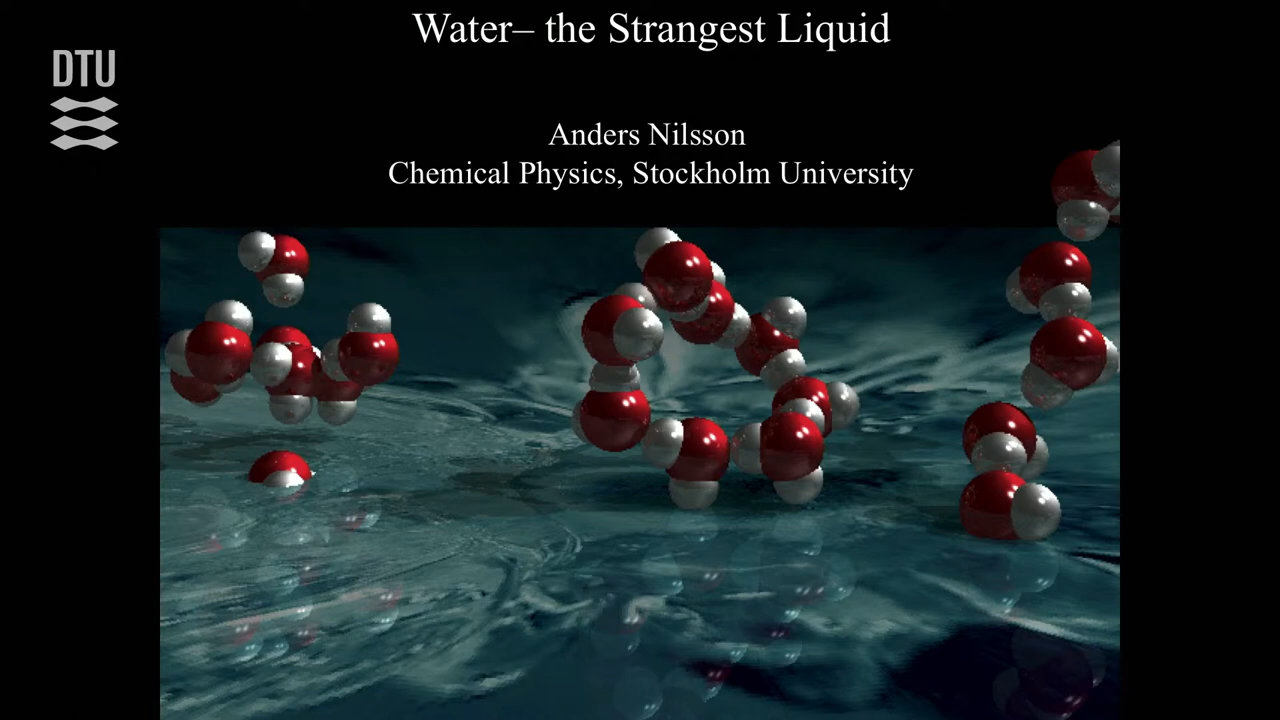 Water– the Strangest Liquid
DTU
Anders Nilsson
Chemical Physics, Stockholm University